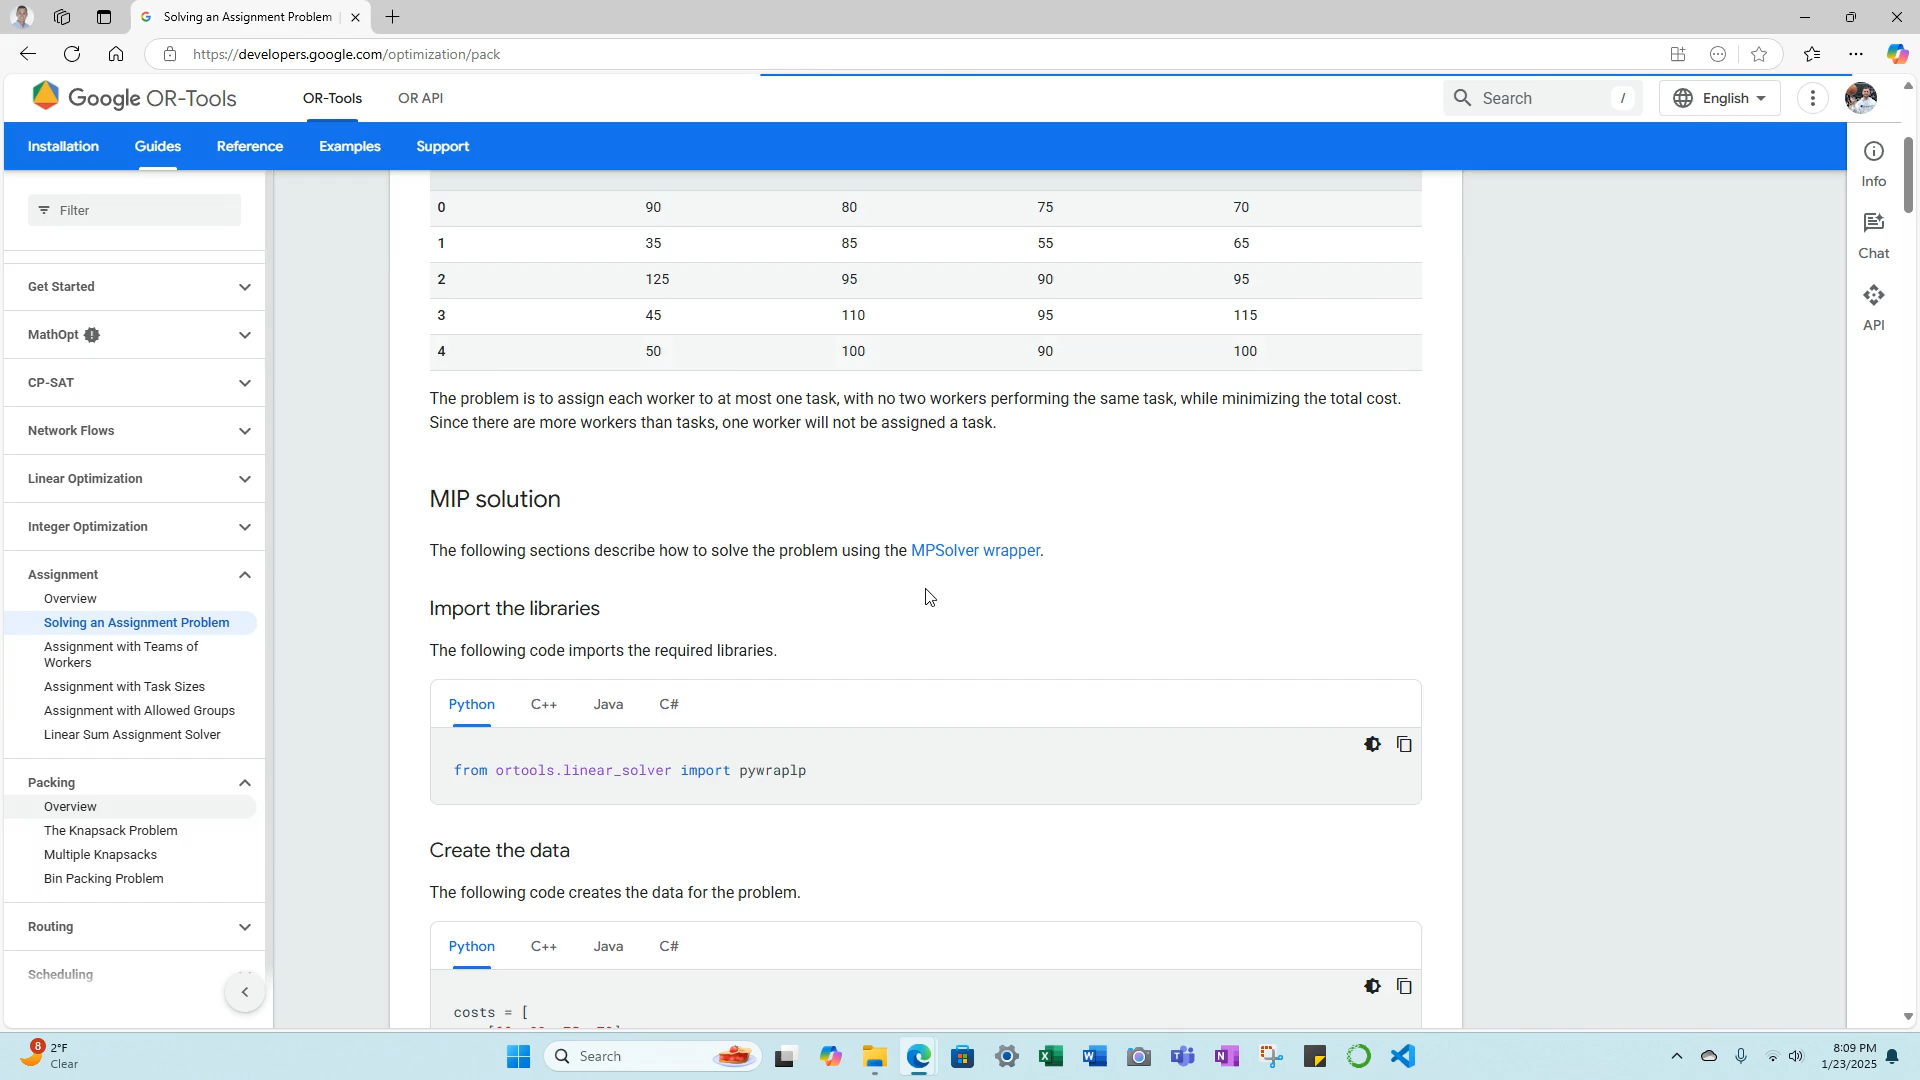 Solving an Assignment Problem
https://developers.google.com/optimization/pack
Google OR-Tools
OR-Tools
OR API
Search
/
English
Installation
Guides
Reference
Examples
Support
Info
Chat
API
Filter
Get Started
MathOpt
CP-SAT
Network Flows
Linear Optimization
Integer Optimization
Assignment
Overview
Solving an Assignment Problem
Assignment with Teams of
Workers
Assignment with Task Sizes
Assignment with Allowed Groups
Linear Sum Assignment Solver
Packing
Overview
The Knapsack Problem
Multiple Knapsacks
Bin Packing Problem
Routing
Scheduling
0 90 80 75 70
1 35 85 55 65
2 125 95 90 95
3 45 110 95 115
4 50 100 90 100
The problem is to assign each worker to at most one task, with no two workers performing the same task, while minimizing the total cost.
Since there are more workers than tasks, one worker will not be assigned a task.
MIP solution
The following sections describe how to solve the problem using the MPSolver wrapper.
Import the libraries
The following code imports the required libraries.
Python C++ Java C#
from ortools.linear_solver import pywraplp
Create the data
The following code creates the data for the problem.
Python C++ Java C#
costs = [
8
2°F
Clear
Search
8:09 PM
1/23/2025